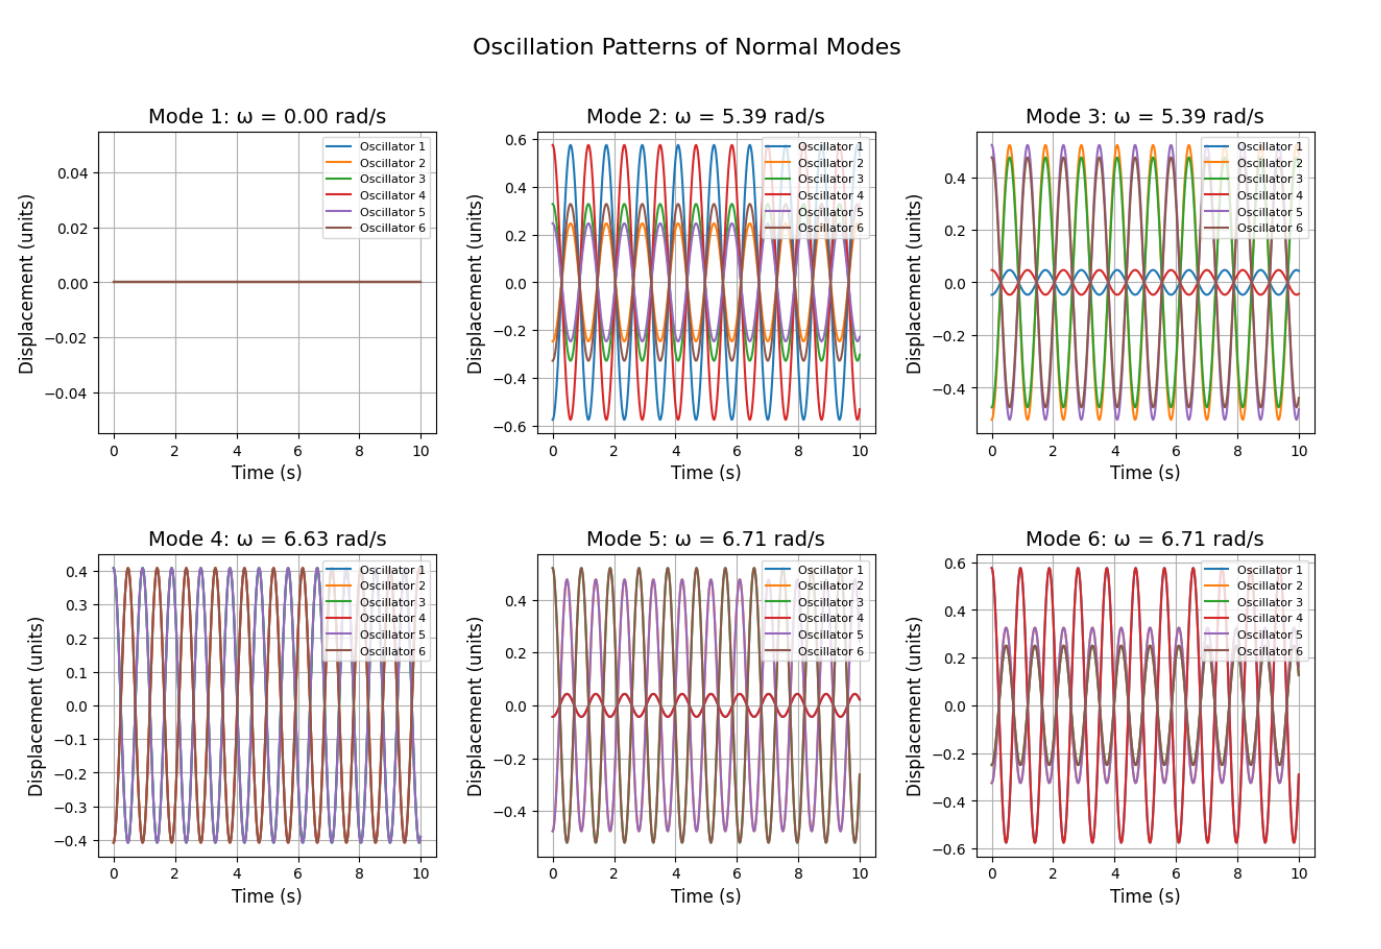 Oscillation Patterns of Normal Modes
Mode 1: ω = 0.00 rad/s
Displacement (units)
0.04
0.02
0.00
−0.02
−0.04
Oscillator 1
Oscillator 2
Oscillator 3
Oscillator 4
Oscillator 5
Oscillator 6
0 2 4 6 8 10
Time (s)
Mode 2: ω = 5.39 rad/s
Displacement (units)
0.6
0.4
0.2
0.0
−0.2
−0.4
−0.6
Oscillator 1
Oscillator 2
Oscillator 3
Oscillator 4
Oscillator 5
Oscillator 6
0 2 4 6 8 10
Time (s)
Mode 3: ω = 5.39 rad/s
Displacement (units)
0.4
0.2
0.0
−0.2
−0.4
Oscillator 1
Oscillator 2
Oscillator 3
Oscillator 4
Oscillator 5
Oscillator 6
0 2 4 6 8 10
Time (s)
Mode 4: ω = 6.63 rad/s
Displacement (units)
0.4
0.3
0.2
0.1
0.0
−0.1
−0.2
−0.3
−0.4
Oscillator 1
Oscillator 2
Oscillator 3
Oscillator 4
Oscillator 5
Oscillator 6
0 2 4 6 8 10
Time (s)
Mode 5: ω = 6.71 rad/s
Displacement (units)
0.4
0.2
0.0
−0.2
−0.4
Oscillator 1
Oscillator 2
Oscillator 3
Oscillator 4
Oscillator 5
Oscillator 6
0 2 4 6 8 10
Time (s)
Mode 6: ω = 6.71 rad/s
Displacement (units)
0.6
0.4
0.2
0.0
−0.2
−0.4
−0.6
Oscillator 1
Oscillator 2
Oscillator 3
Oscillator 4
Oscillator 5
Oscillator 6
0 2 4 6 8 10
Time (s)